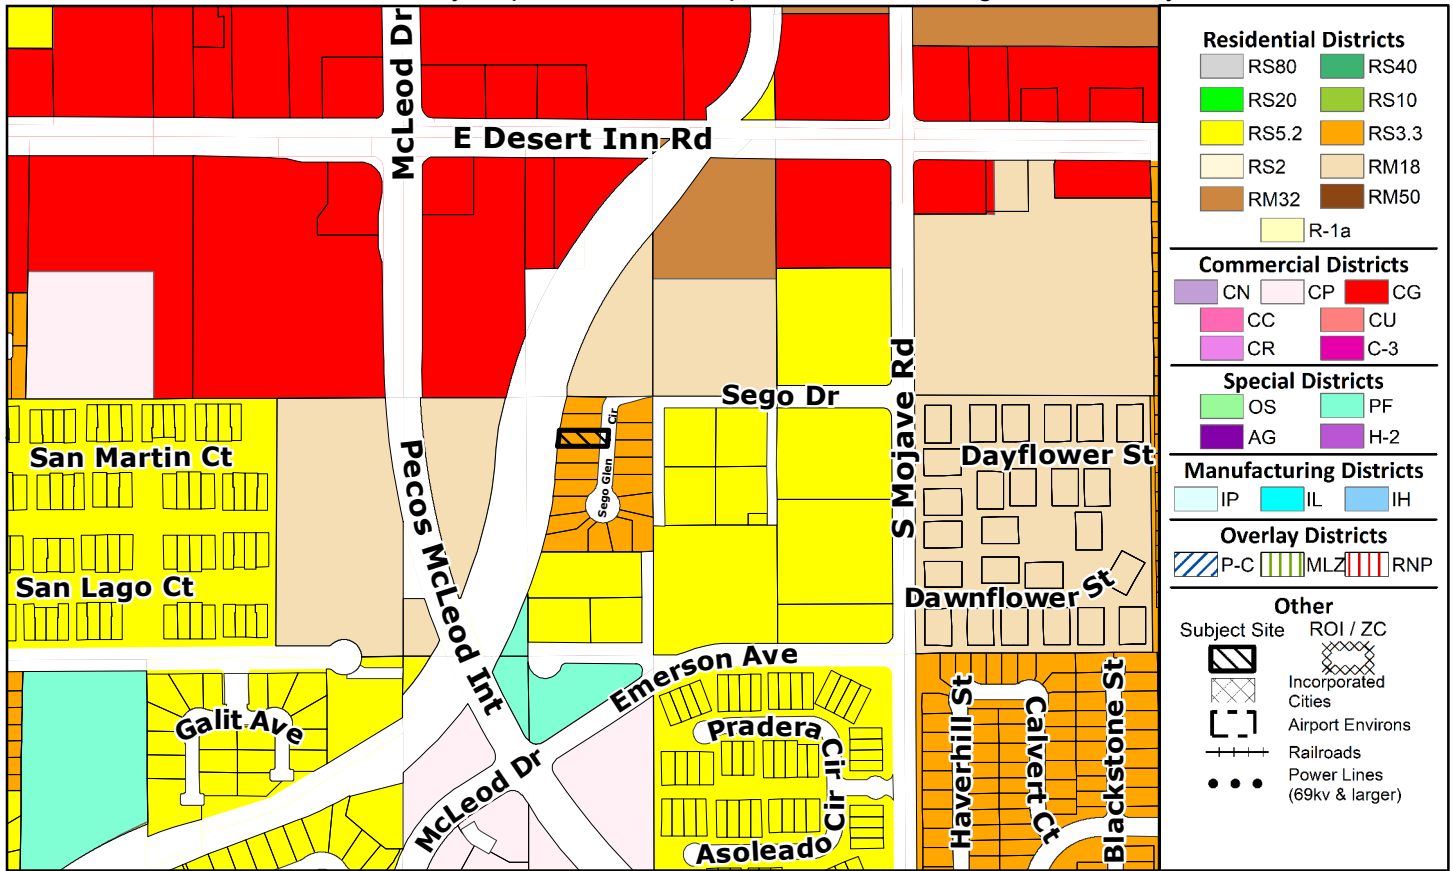 McLeod Dr
E Desert Inn Rd
Sego Dr
S Mojave Rd
Cir
Sego Glen
San Martin Ct
Dayflower St
Pecos McLeod Int
San Lago Ct
Dawnflower St
Emerson Ave
Galit Ave
Pradera Cir
McLeod Dr
Asoleado Cir
Haverhill St
Calvert Ct
Blackstone St
Residential Districts
RS80 RS40
RS20 RS10
RS5.2 RS3.3
RS2 RM18
RM32 RM50
R-1a
Commercial Districts
CN CP CG
CC CU
CR C-3
Special Districts
OS PF
AG H-2
Manufacturing Districts
IP IL IH
Overlay Districts
P-C MLZ RNP
Other
Subject Site ROI / ZC
Incorporated
Cities
Airport Environs
Railroads
Power Lines
(69kv & larger)